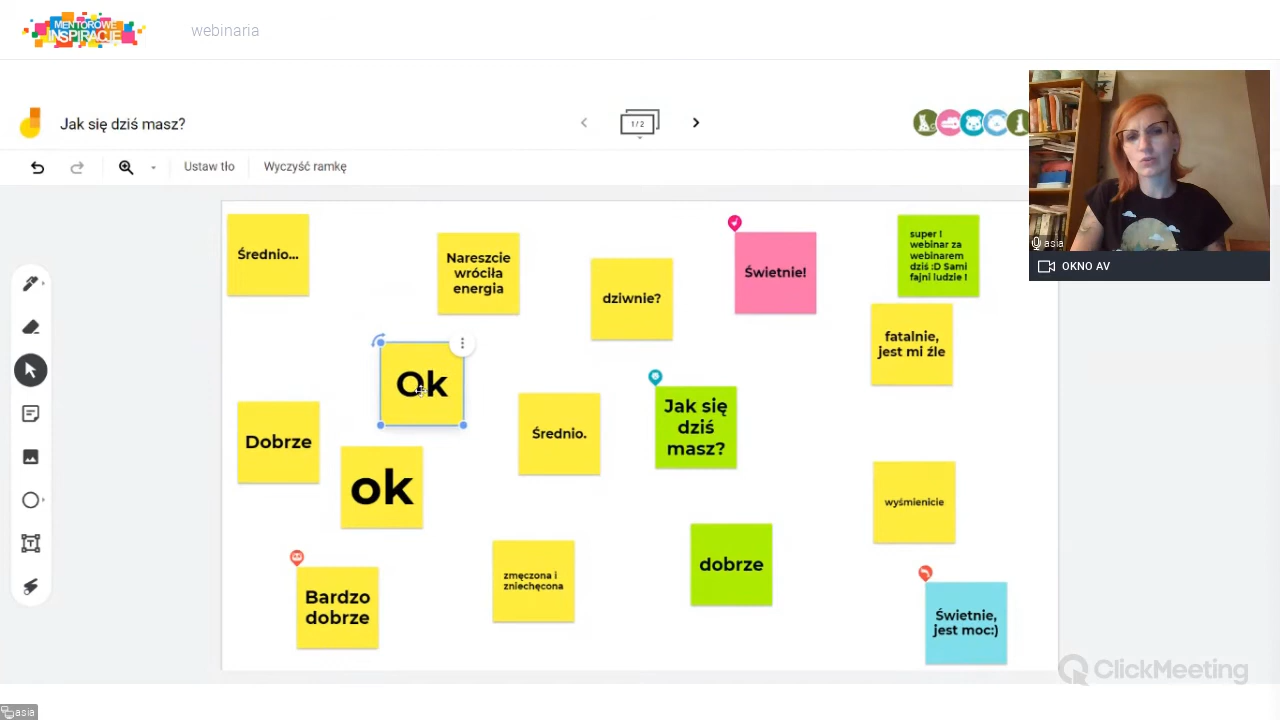 MENTOROWE
INSPIRACJE
webinaria
Jak się dziś masz?
1/2
Ustaw tło
Wyczyść ramkę
asia
OKNO AV
Średnio...
Nareszcie
wróciła
energia
dziwnie?
Świetnie!
super !
webinar za
webinarem
dziś :D Sami
fajni ludzie !
fatalnie,
jest mi źle
Ok
Dobrze
ok
Średnio.
Jak się
dziś
masz?
wyśmienicie
Bardzo
dobrze
zmęczona i
zniechęcona
dobrze
Świetnie,
jest moc:)
ClickMeeting
asia